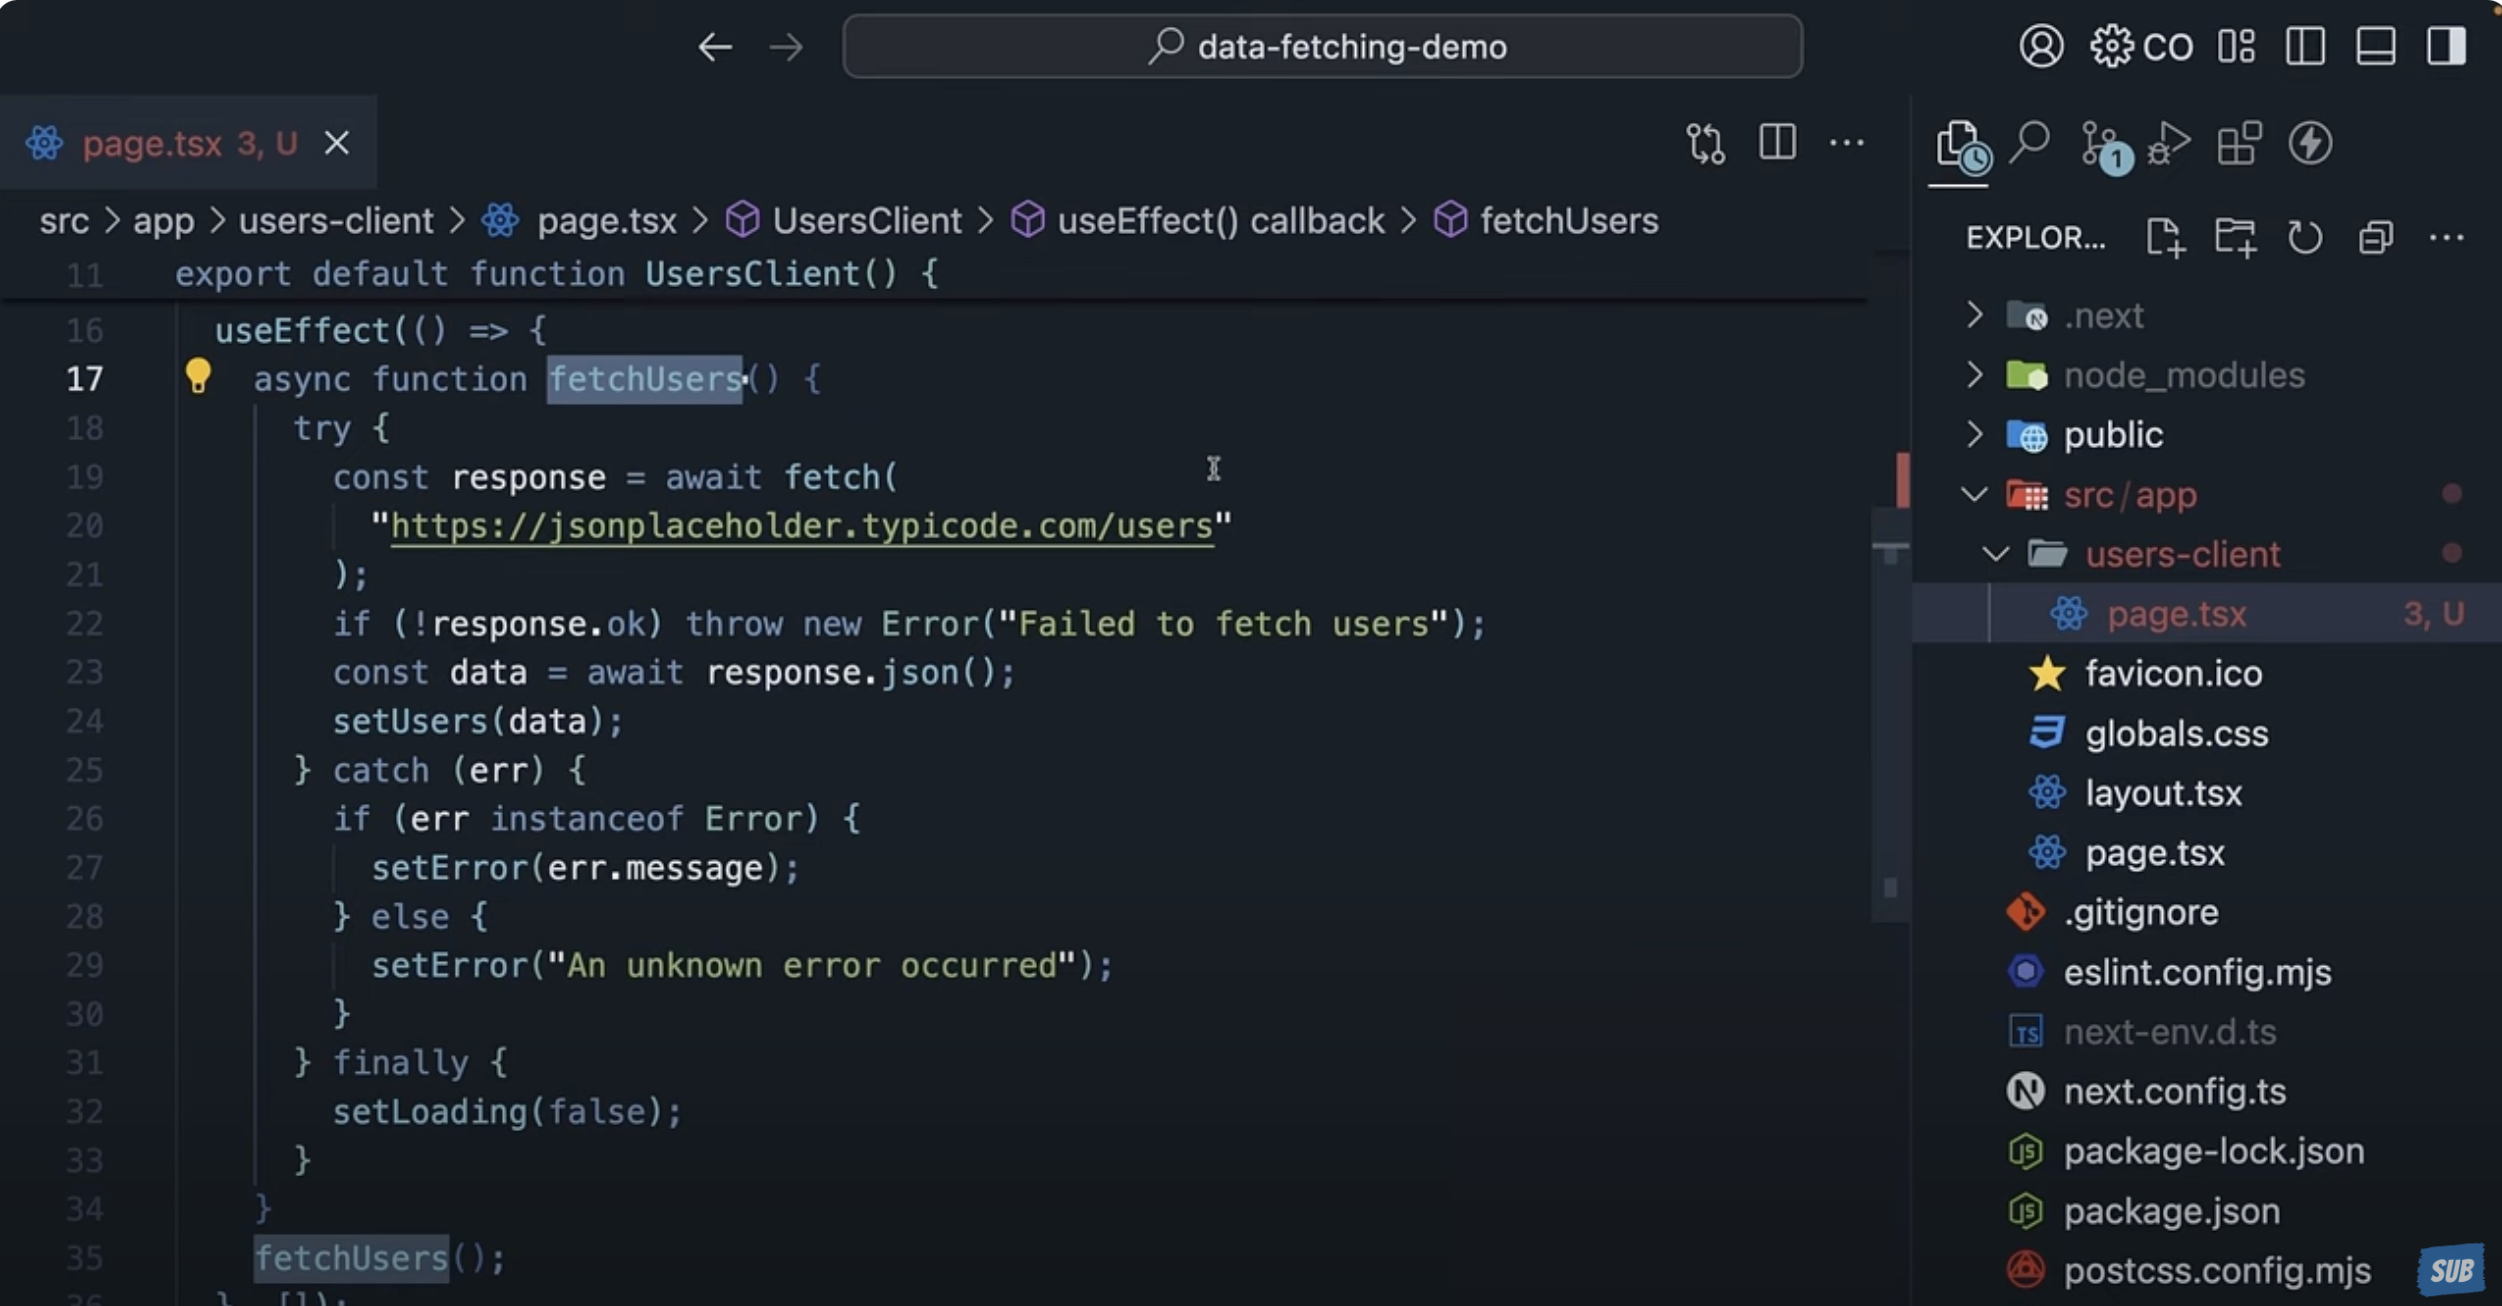 data-fetching-demo
CO
page.tsx 3, U
1
src > app > users-client > page.tsx > UsersClient > useEffect() callback > fetchUsers
11 export default function UsersClient() {
16 useEffect(() => {
17 async function fetchUsers() {
18 try {
19 const response = await fetch(
20 "https://jsonplaceholder.typicode.com/users"
21 );
22 if (!response.ok) throw new Error("Failed to fetch users");
23 const data = await response.json();
24 setUsers(data);
25 } catch (err) {
26 if (err instanceof Error) {
27 setError(err.message);
28 } else {
29 setError("An unknown error occurred");
30 }
31 } finally {
32 setLoading(false);
33 }
34 }
35 fetchUsers();
36 }, []);
EXPLOR...
.next
node_modules
public
src/app
users-client
page.tsx 3, U
favicon.ico
globals.css
layout.tsx
page.tsx
.gitignore
eslint.config.mjs
TS next-env.d.ts
next.config.ts
package-lock.json
package.json
postcss.config.mjs
SUB